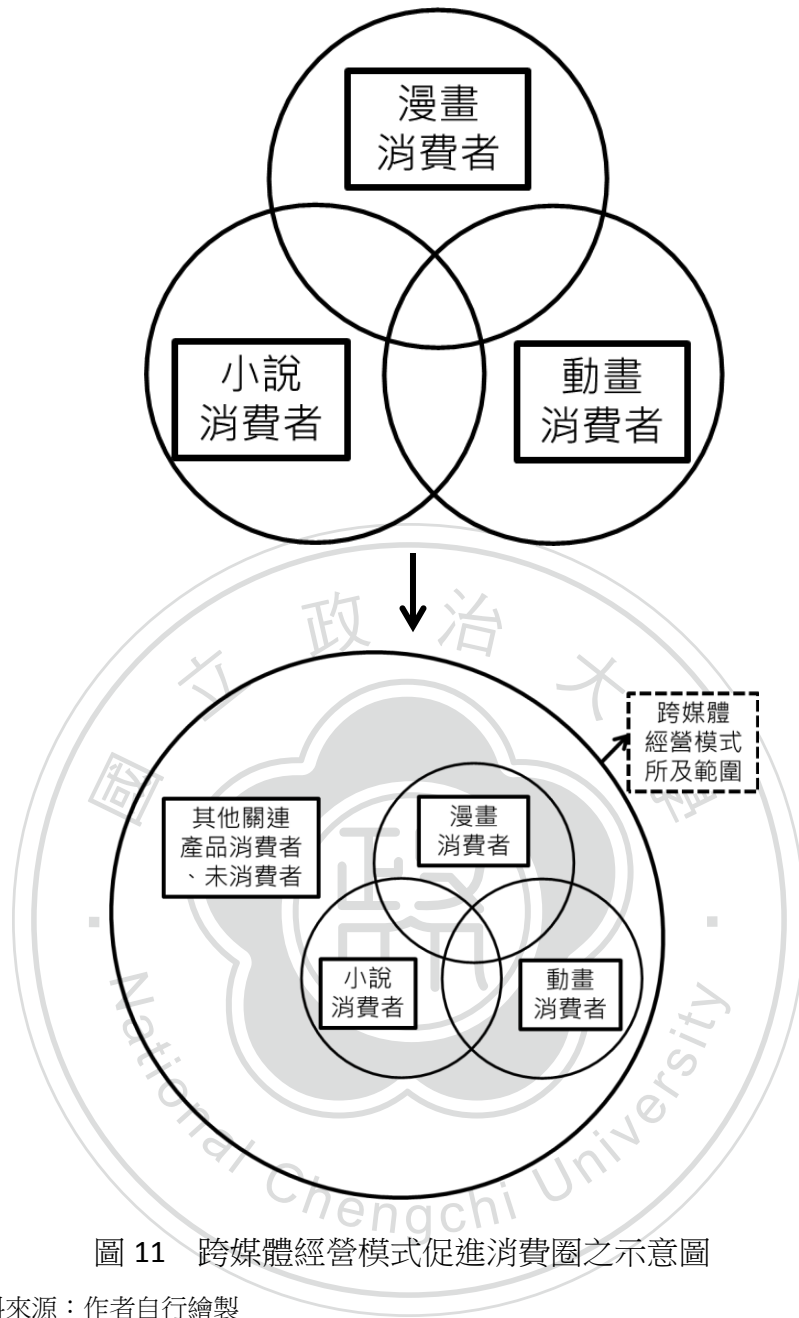 漫畫
消費者
小說
消費者
動畫
消費者
跨媒體
經營模式
所及範圍
其他關連
產品消費者
、未消費者
漫畫
消費者
小說
消費者
動畫
消費者
國立政治大學
National Chengchi University
圖 11 跨媒體經營模式促進消費圈之示意圖
料來源：作者自行繪製